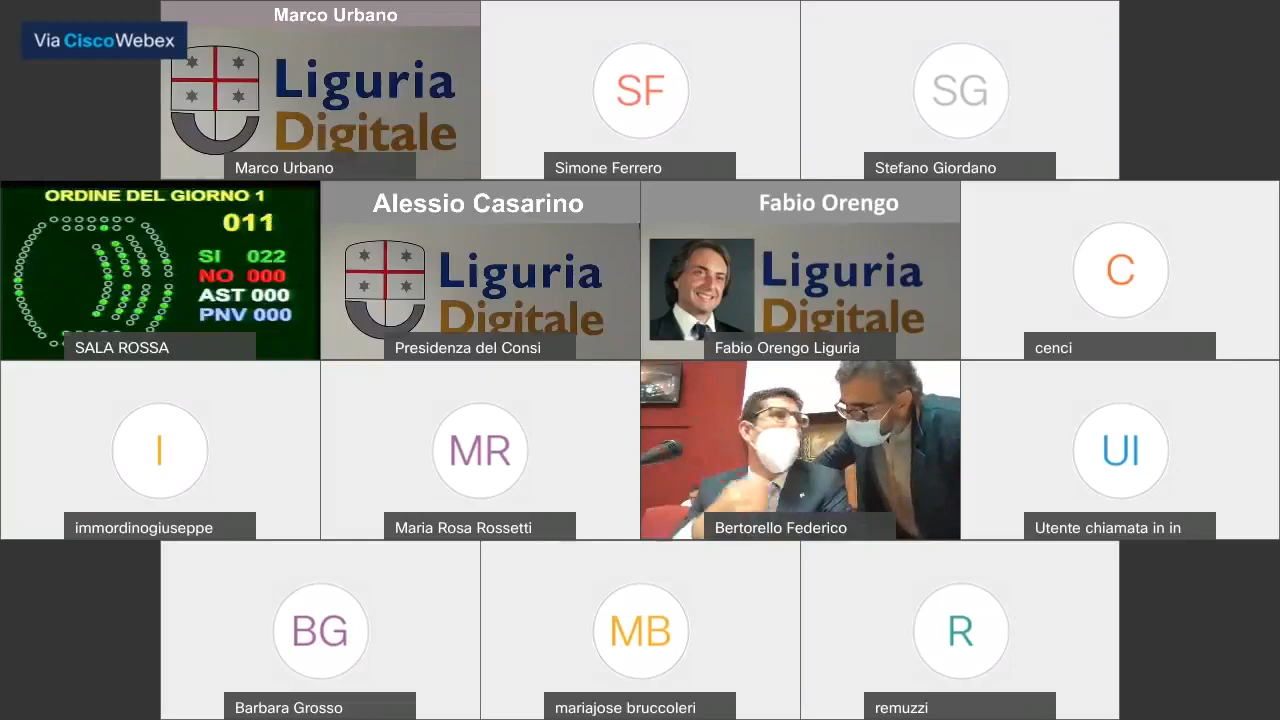 Via CiscoWebex
Marco Urbano
Liguria
Digitale
Marco Urbano
SF
Simone Ferrero
SG
Stefano Giordano
ORDINE DEL GIORNO 1
011
SI 022
NO 000
AST 000
PNV 000
SALA ROSSA
Alessio Casarino
Liguria
Digitale
Presidenza del Consi
Fabio Orengo
Liguria
Digitale
Fabio Orengo Liguria
C
cenci
I
immordinogiuseppe
MR
Maria Rosa Rossetti
Bertorello Federico
UI
Utente chiamata in in
BG
Barbara Grosso
MB
mariajose bruccoleri
R
remuzzi